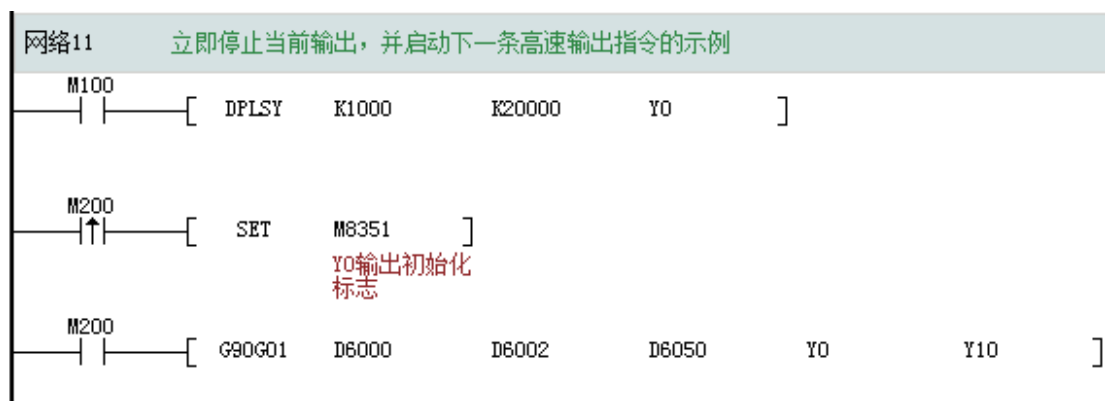 网络11 立即停止当前输出，并启动下一条高速输出指令的示例
M100
[ DPLSY K1000 K20000 Y0 ]
M200
[ SET M8351 ]
Y0输出初始化
标志
M200
[ G90G01 D6000 D6002 D6050 Y0 Y10 ]